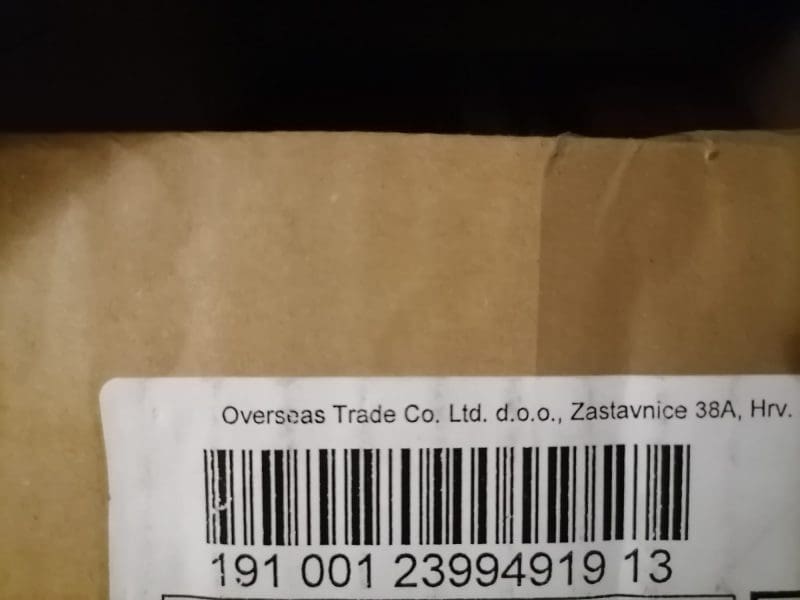 Overseas Trade Co. Ltd. d.o.o., Zastavnice 38A, Hrv.
191 001 23994919 13